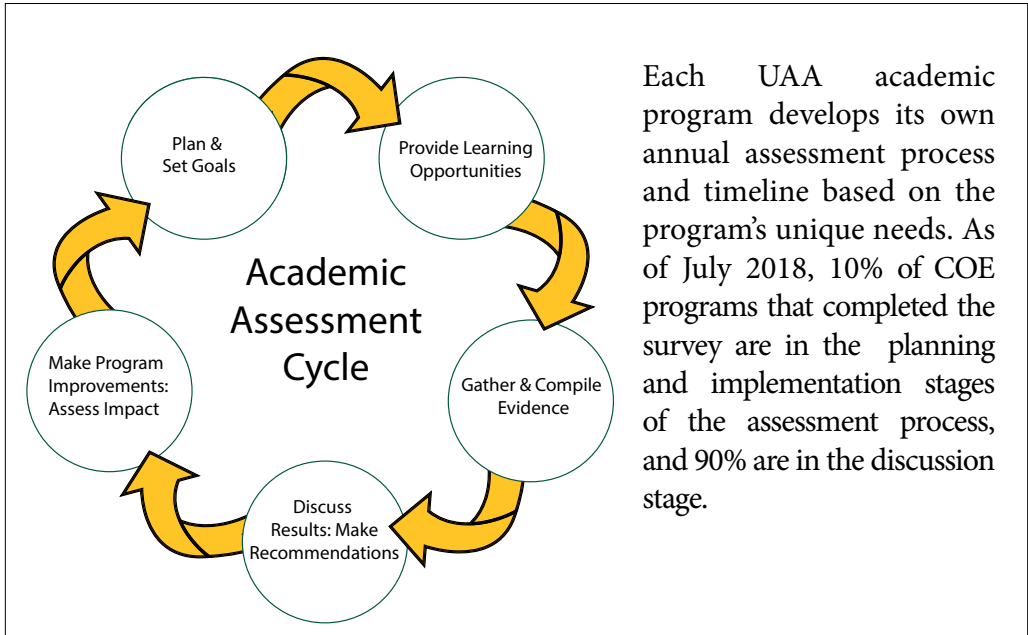 Plan &
Set Goals
Provide Learning
Opportunities
Gather & Compile
Evidence
Discuss
Results: Make
Recommendations
Make Program
Improvements:
Assess Impact
Academic
Assessment
Cycle
Each UAA academic
program develops its own
annual assessment process
and timeline based on the
program’s unique needs. As
of July 2018, 10% of COE
programs that completed the
survey are in the planning
and implementation stages
of the assessment process,
and 90% are in the discussion
stage.